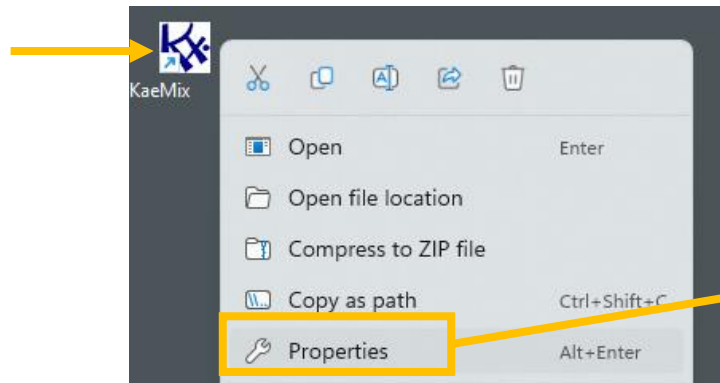 KaeMix
Open Enter
Open file location
Compress to ZIP file
Copy as path Ctrl+Shift+C
Properties Alt+Enter